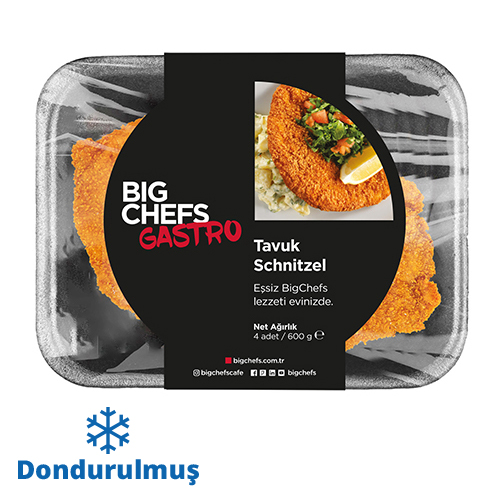 BIG
CHEFS
GASTRO
Tavuk
Schnitzel
Eşsiz BigChefs
lezzeti evinizde.
Net Ağırlık
4 adet / 600 g ℮
bigchefs.com.tr
bigchefscafe bigchefs
Dondurulmuş